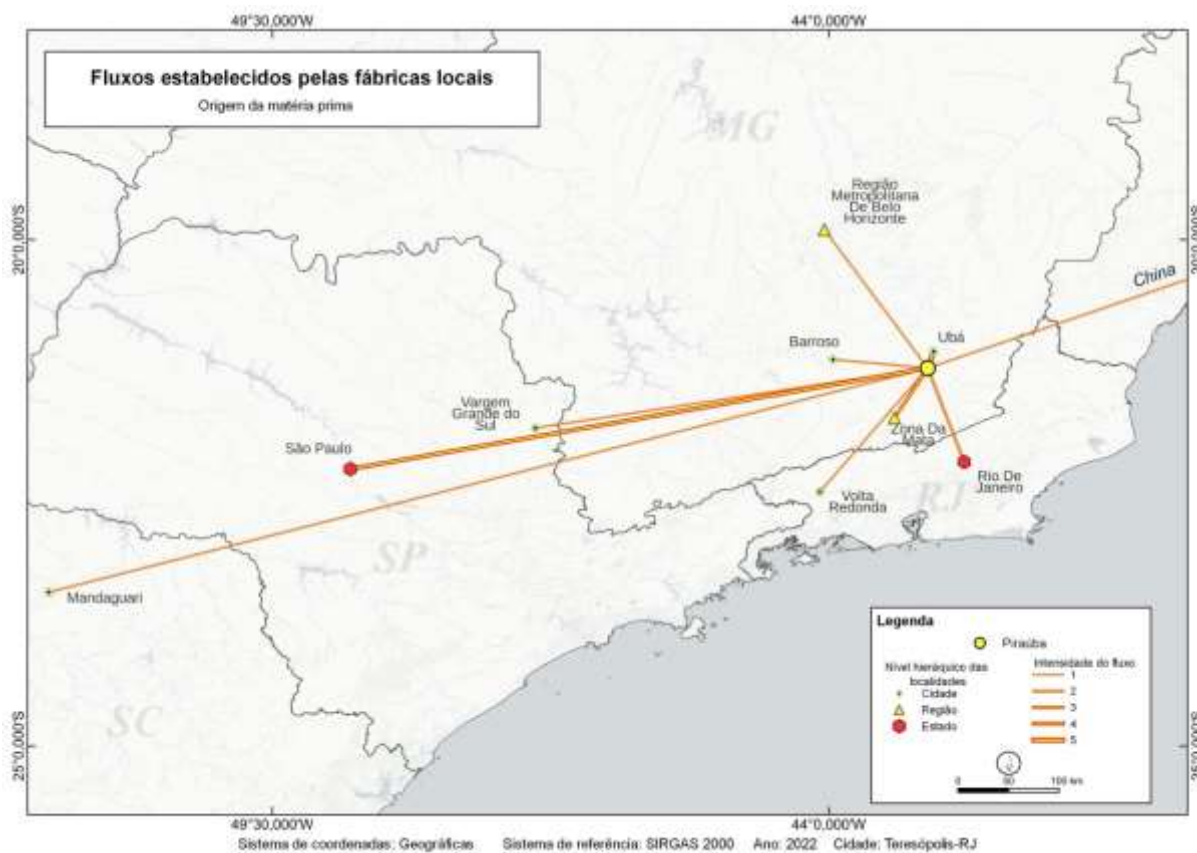 49°30,000'W 44°0,000'W
Fluxos estabelecidos pelas fábricas locais
Origem da matéria prima
MG
Região
Metropolitana
De Belo
Horizonte
20°0,000'S
20°0,000'S
China
Barroso
Ubá
Vargem
Grande do
Sul
São Paulo
Zona Da
Mata
Rio De
Janeiro
Volta
Redonda
RJ
SP
Mandaguari
SC
Legenda
Piraúba
Nível hieráquico das
localidades
Cidade
Região
Estado
Intensidade do fluxo
1
2
3
4
5
0 50 100 km
25°0,000'S
25°0,000'S
49°30,000'W 44°0,000'W
Sistema de coordenadas: Geográficas Sistema de referência: SIRGAS 2000 Ano: 2022 Cidade: Teresópolis-RJ